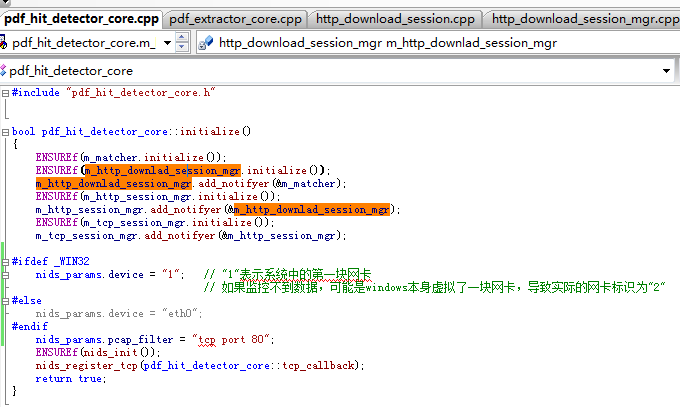 pdf_hit_detector_core.cpp pdf_extractor_core.cpp http_download_session.cpp http_download_session_mgr.cpp
pdf_hit_detector_core.m_ http_download_session_mgr m_http_downlad_session_mgr
pdf_hit_detector_core
#include "pdf_hit_detector_core.h"
bool pdf_hit_detector_core::initialize()
{
ENSUREf(m_matcher.initialize());
ENSUREf(m_http_downlad_session_mgr.initialize());
m_http_downlad_session_mgr.add_notifyer(&m_matcher);
ENSUREf(m_http_session_mgr.initialize());
m_http_session_mgr.add_notifyer(&m_http_downlad_session_mgr);
ENSUREf(m_tcp_session_mgr.initialize());
m_tcp_session_mgr.add_notifyer(&m_http_session_mgr);
#ifdef _WIN32
nids_params.device = "1"; // "1"表示系统中的第一块网卡
// 如果监控不到数据，可能是windows本身虚拟了一块网卡，导致实际的网卡标识为"2"
#else
nids_params.device = "eth0";
#endif
nids_params.pcap_filter = "tcp port 80";
ENSUREf(nids_init());
nids_register_tcp(pdf_hit_detector_core::tcp_callback);
return true;
}